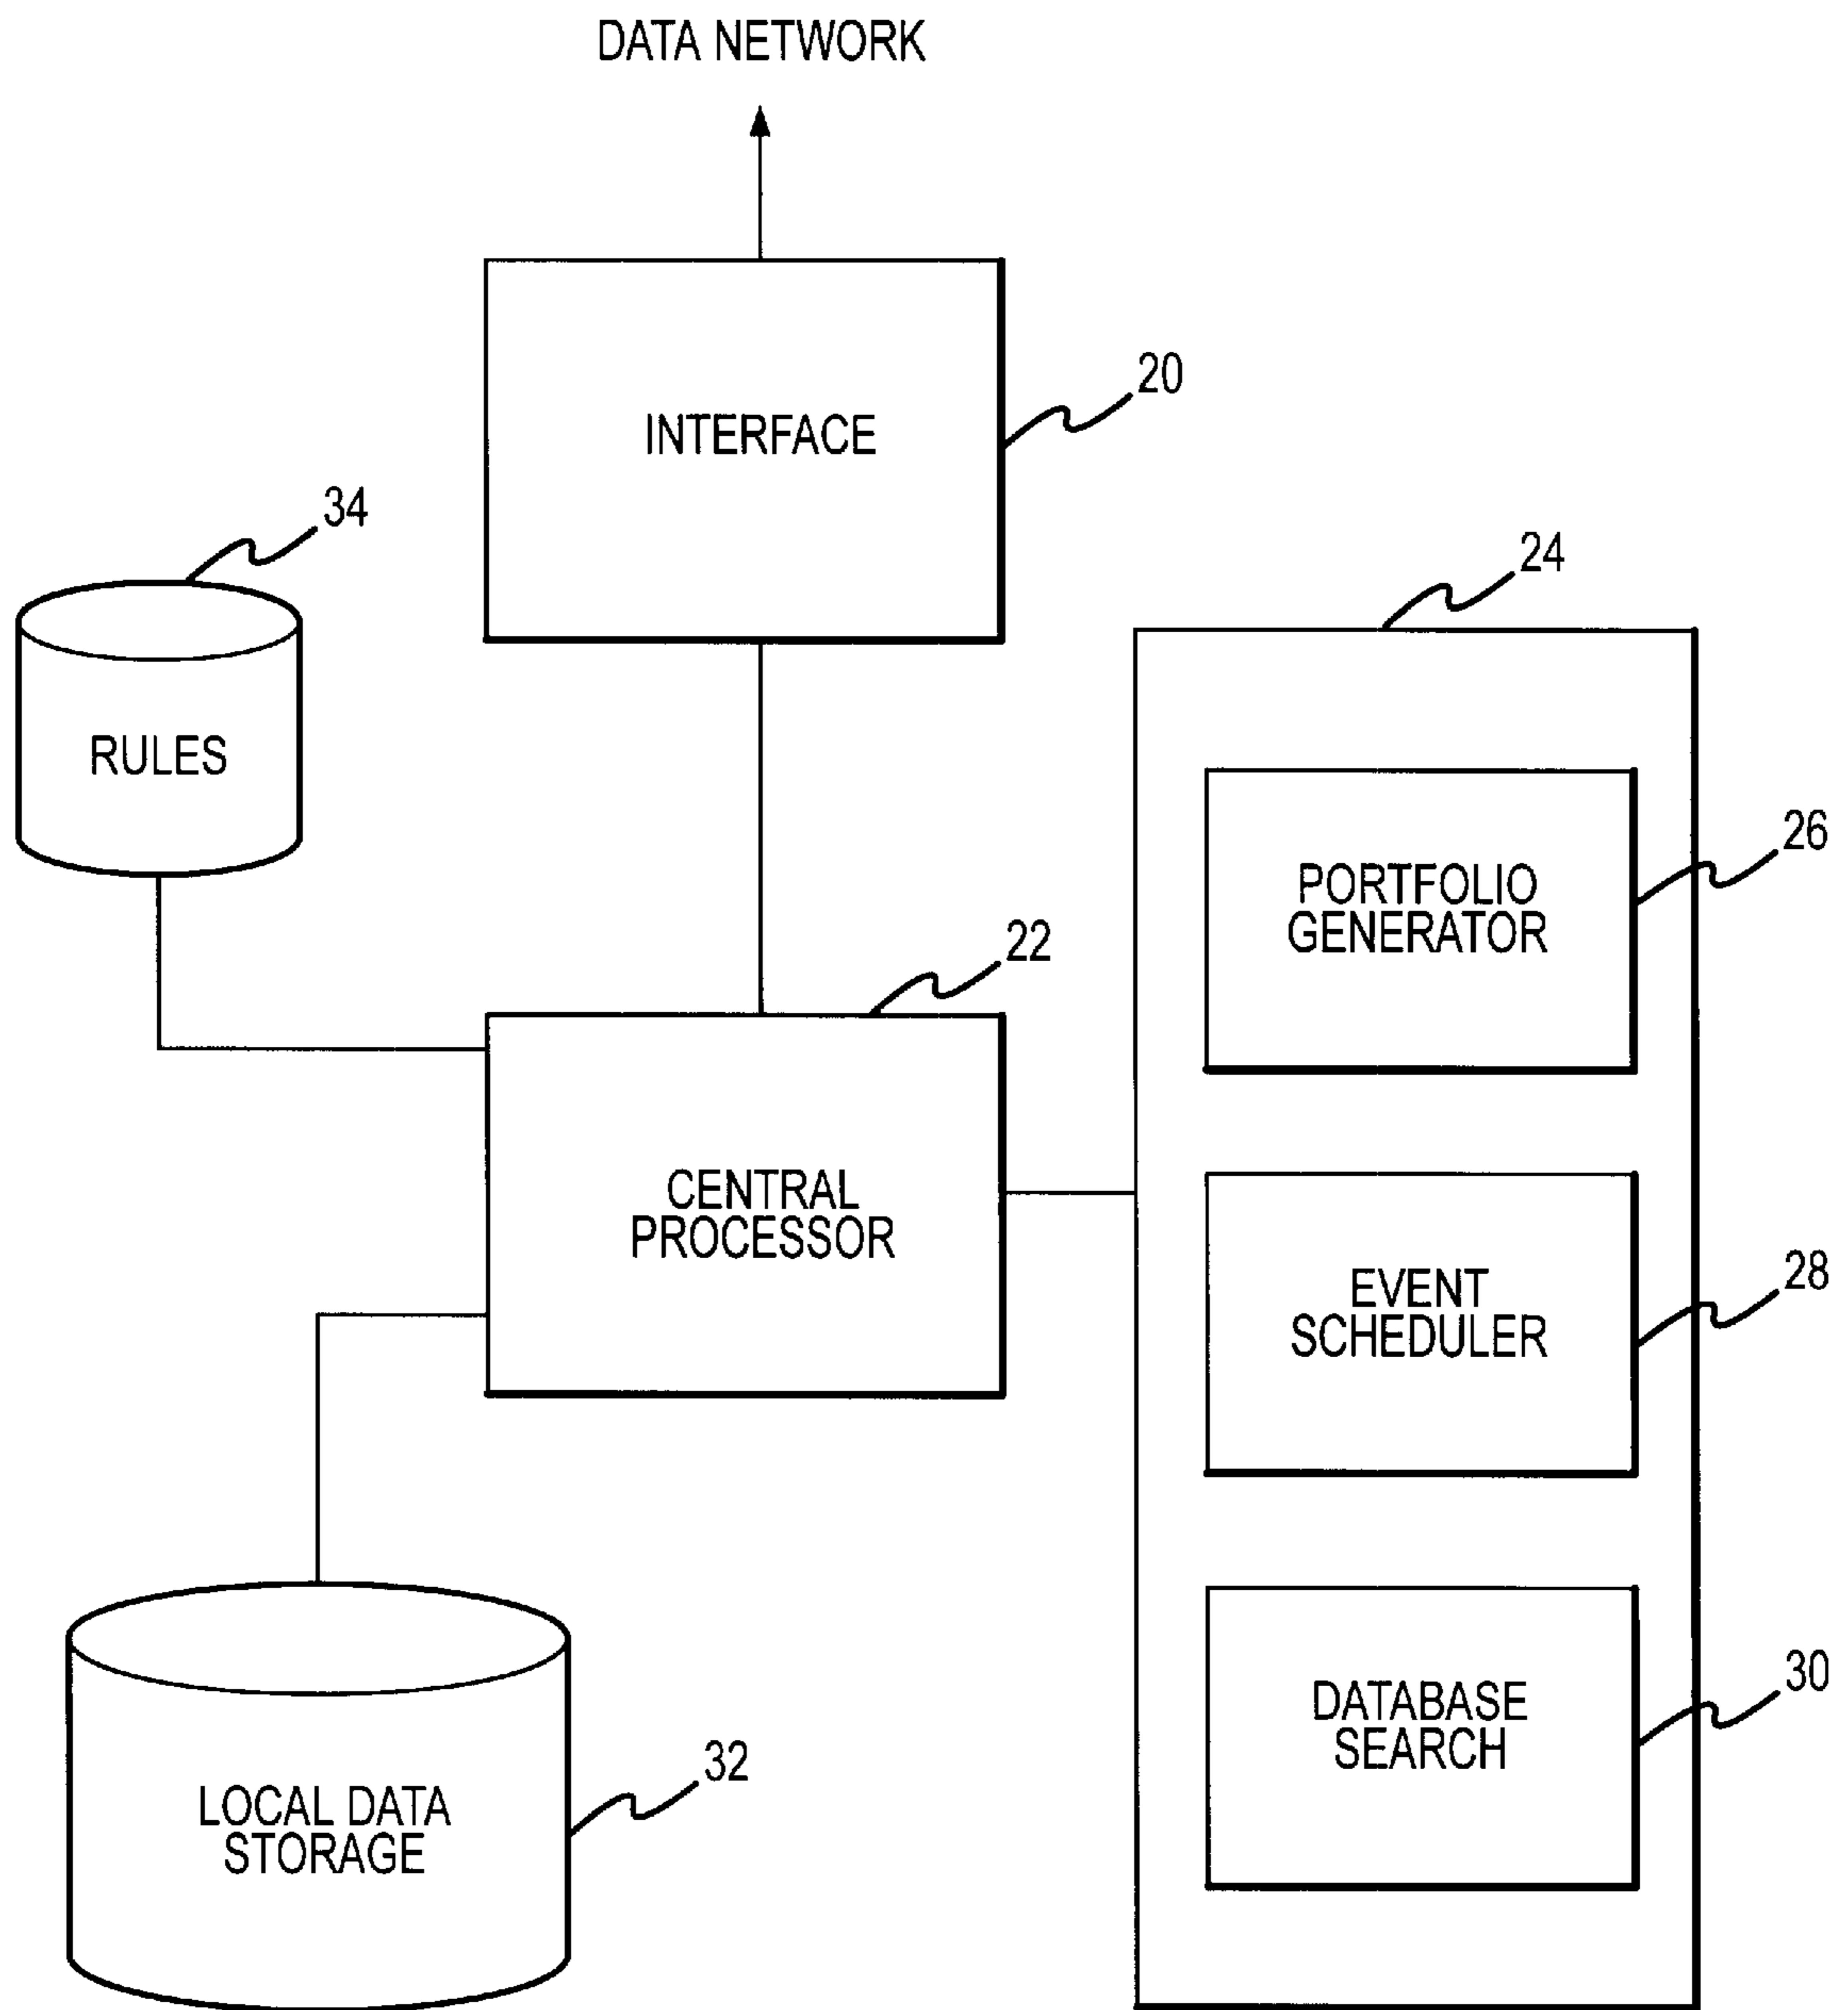 DATA NETWORK
INTERFACE
20
34
RULES
24
PORTFOLIO
GENERATOR
26
22
CENTRAL
PROCESSOR
EVENT
SCHEDULER
28
DATABASE
SEARCH
30
LOCAL DATA
STORAGE
32